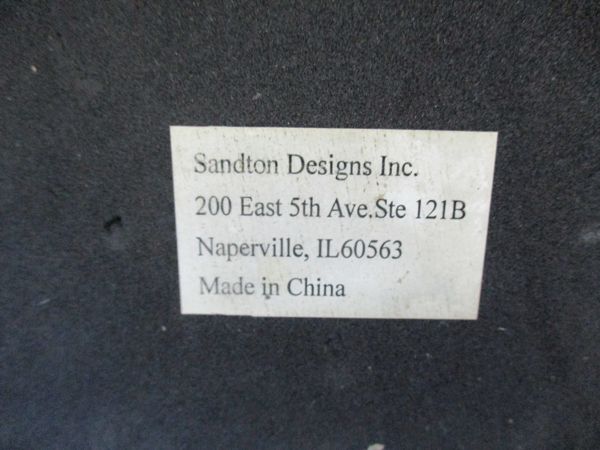 Sandton Designs Inc.
200 East 5th Ave.Ste 121B
Naperville, IL60563
Made in China